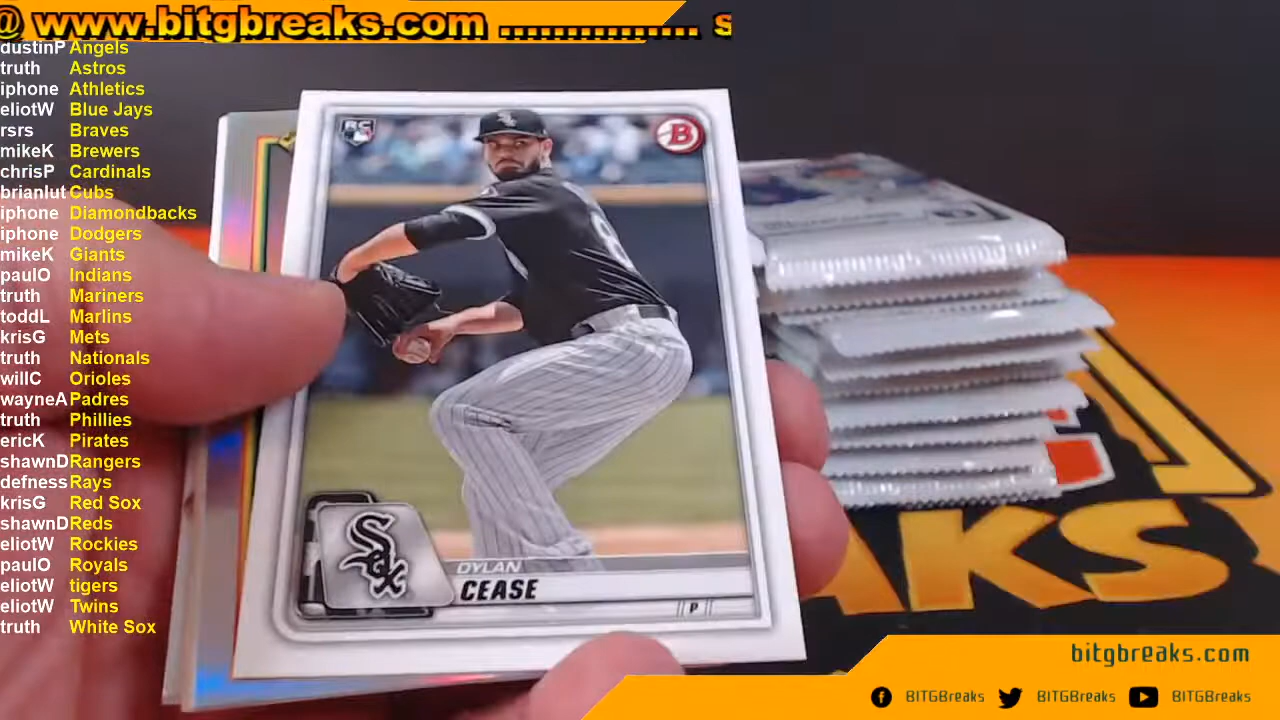 @ www.bitgbreaks.com ............... s
dustinP Angels
truth Astros
iphone Athletics
eliotW Blue Jays
rsrs Braves
mikeK Brewers
chrisP Cardinals
brianlut Cubs
iphone Diamondbacks
iphone Dodgers
mikeK Giants
paulO Indians
truth Mariners
toddL Marlins
krisG Mets
truth Nationals
willC Orioles
wayneA Padres
truth Phillies
ericK Pirates
shawnD Rangers
defness Rays
krisG Red Sox
shawnD Reds
eliotW Rockies
paulO Royals
eliotW tigers
eliotW Twins
truth White Sox
RC
B
8
Sox
DYLAN
CEASE
P
AKS
bitgbreaks.com
BITGBreaks BITGBreaks BITGBreaks